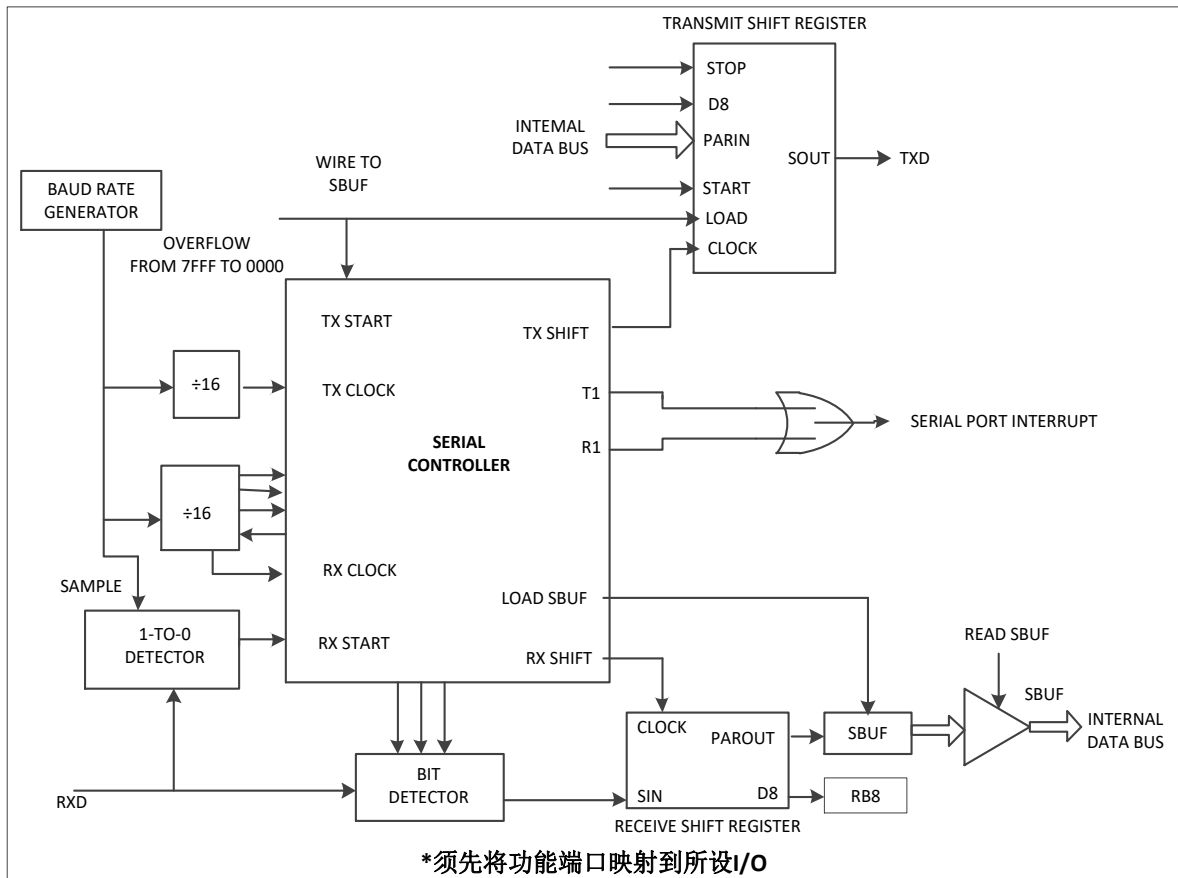 TRANSMIT SHIFT REGISTER
STOP
D8
INTEMAL
DATA BUS
PARIN
SOUT
TXD
WIRE TO
SBUF
START
BAUD RATE
GENERATOR
LOAD
OVERFLOW
FROM 7FFF TO 0000
CLOCK
TX START
TX SHIFT
÷16
TX CLOCK
T1
SERIAL PORT INTERRUPT
SERIAL
CONTROLLER
R1
÷16
RX CLOCK
SAMPLE
LOAD SBUF
1-TO-0
DETECTOR
RX START
RX SHIFT
READ SBUF
SBUF
CLOCK
PAROUT
SBUF
INTERNAL
DATA BUS
BIT
DETECTOR
RXD
SIN
D8
RB8
RECEIVE SHIFT REGISTER
*须先将功能端口映射到所设I/O